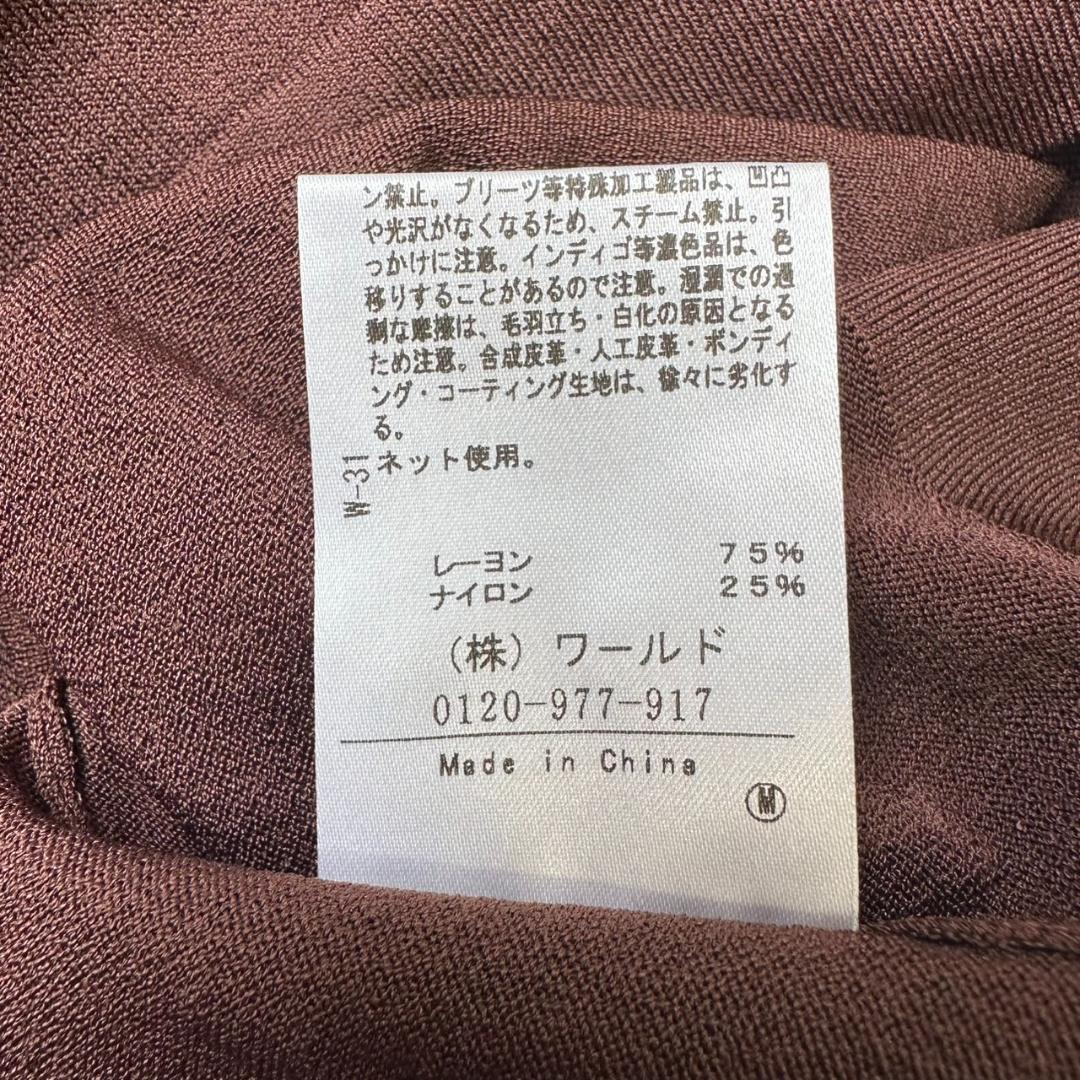 ン禁止。プリーツ等特殊加工製品は、凹凸
や光沢がなくなるため、スチーム禁止。引
っかけに注意。インディゴ等濃色品は、色
移りすることがあるので注意。湿潤での過
剰な摩擦は、毛羽立ち・白化の原因となる
ため注意。合成皮革・人工皮革・ボンディ
ング・コーティング生地は、徐々に劣化す
る。
ネット使用。
W-31
レーヨン 75%
ナイロン 25%
(株)ワールド
0120-977-917
Made in China
M